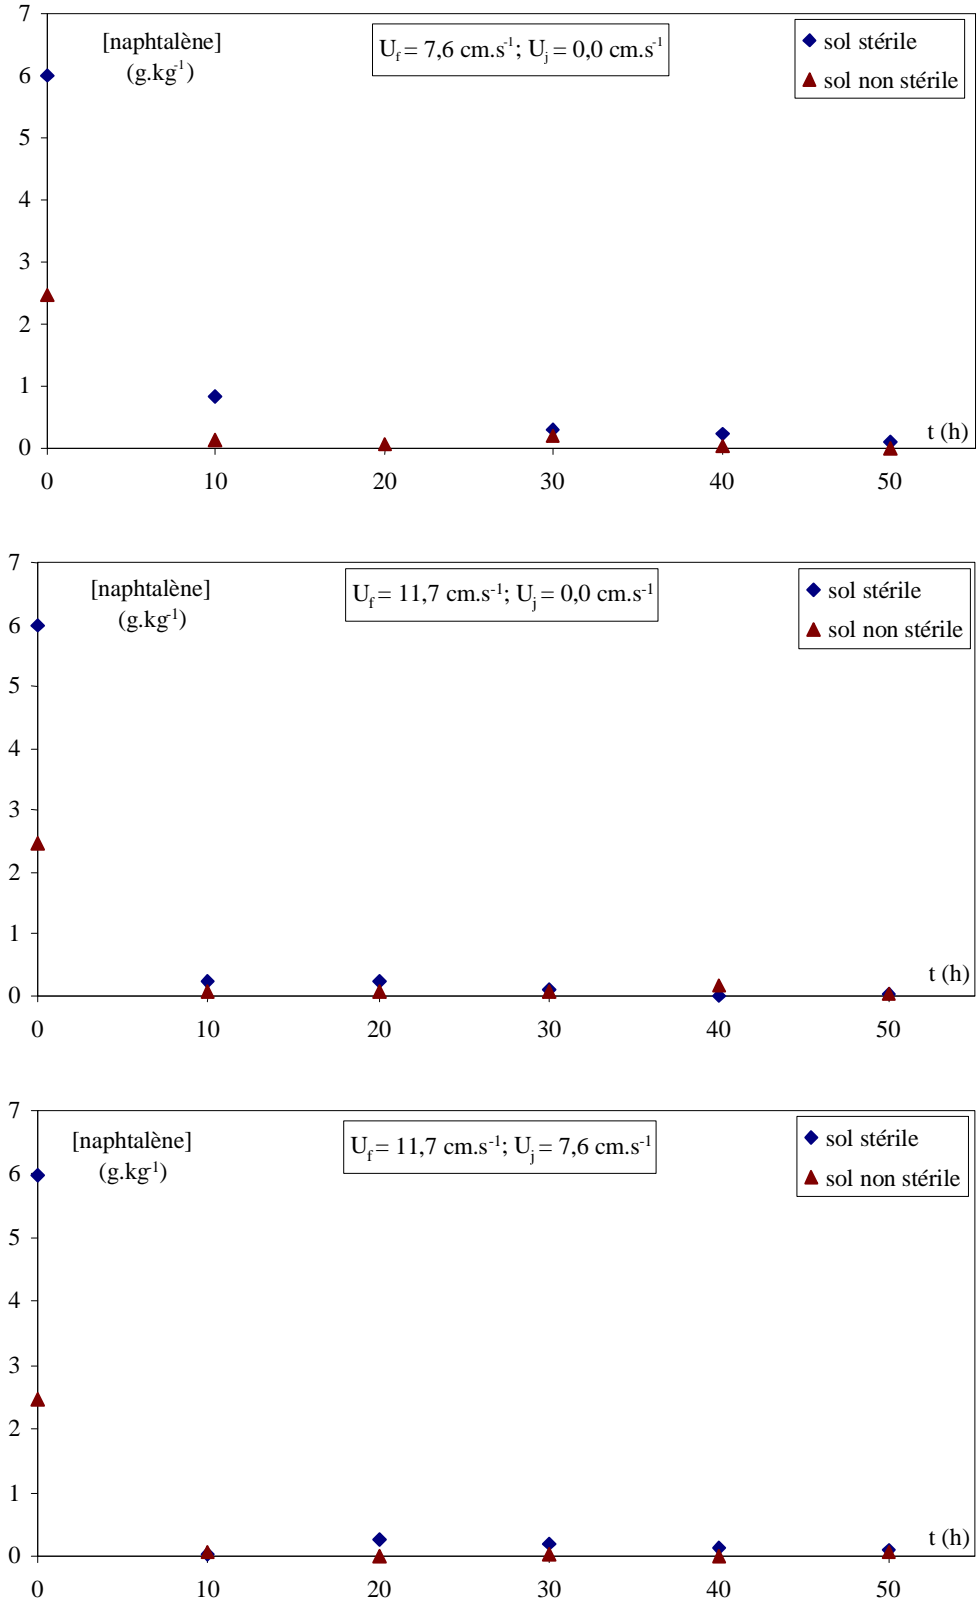 7
[naphtalène]
(g.kg-1)
Uf = 7,6 cm.s-1; Uj = 0,0 cm.s-1
sol stérile
sol non stérile
6
5
4
3
2
1
0
t (h)
0 10 20 30 40 50
7
[naphtalène]
(g.kg-1)
Uf = 11,7 cm.s-1; Uj = 0,0 cm.s-1
sol stérile
sol non stérile
6
5
4
3
2
1
0
t (h)
0 10 20 30 40 50
7
[naphtalène]
(g.kg-1)
Uf = 11,7 cm.s-1; Uj = 7,6 cm.s-1
sol stérile
sol non stérile
6
5
4
3
2
1
0
t (h)
0 10 20 30 40 50